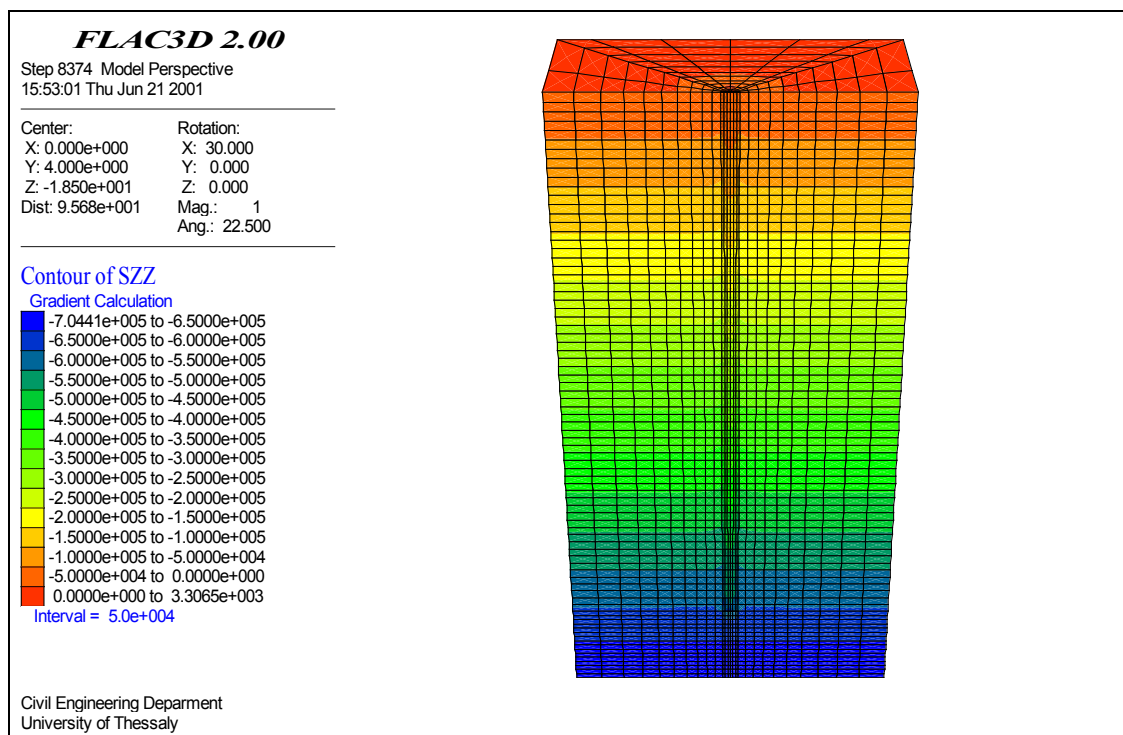 FLAC3D 2.00
Step 8374 Model Perspective
15:53:01 Thu Jun 21 2001
Center:
X: 0.000e+000
Y: 4.000e+000
Z: -1.850e+001
Dist: 9.568e+001
Rotation:
X: 30.000
Y: 0.000
Z: 0.000
Mag.: 1
Ang.: 22.500
Contour of SZZ
Gradient Calculation
-7.0441e+005 to -6.5000e+005
-6.5000e+005 to -6.0000e+005
-6.0000e+005 to -5.5000e+005
-5.5000e+005 to -5.0000e+005
-5.0000e+005 to -4.5000e+005
-4.5000e+005 to -4.0000e+005
-4.0000e+005 to -3.5000e+005
-3.5000e+005 to -3.0000e+005
-3.0000e+005 to -2.5000e+005
-2.5000e+005 to -2.0000e+005
-2.0000e+005 to -1.5000e+005
-1.5000e+005 to -1.0000e+005
-1.0000e+005 to -5.0000e+004
-5.0000e+004 to 0.0000e+000
0.0000e+000 to 3.3065e+003
Interval = 5.0e+004
Civil Engineering Deparment
University of Thessaly